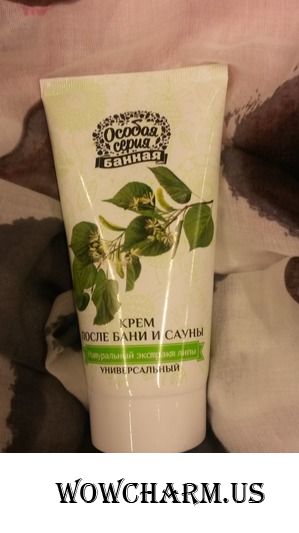 Особая
серия
банная
КРЕМ
ПОСЛЕ БАНИ И САУНЫ
Натуральный экстракт липы
УНИВЕРСАЛЬНЫЙ
WOWCHARM.US